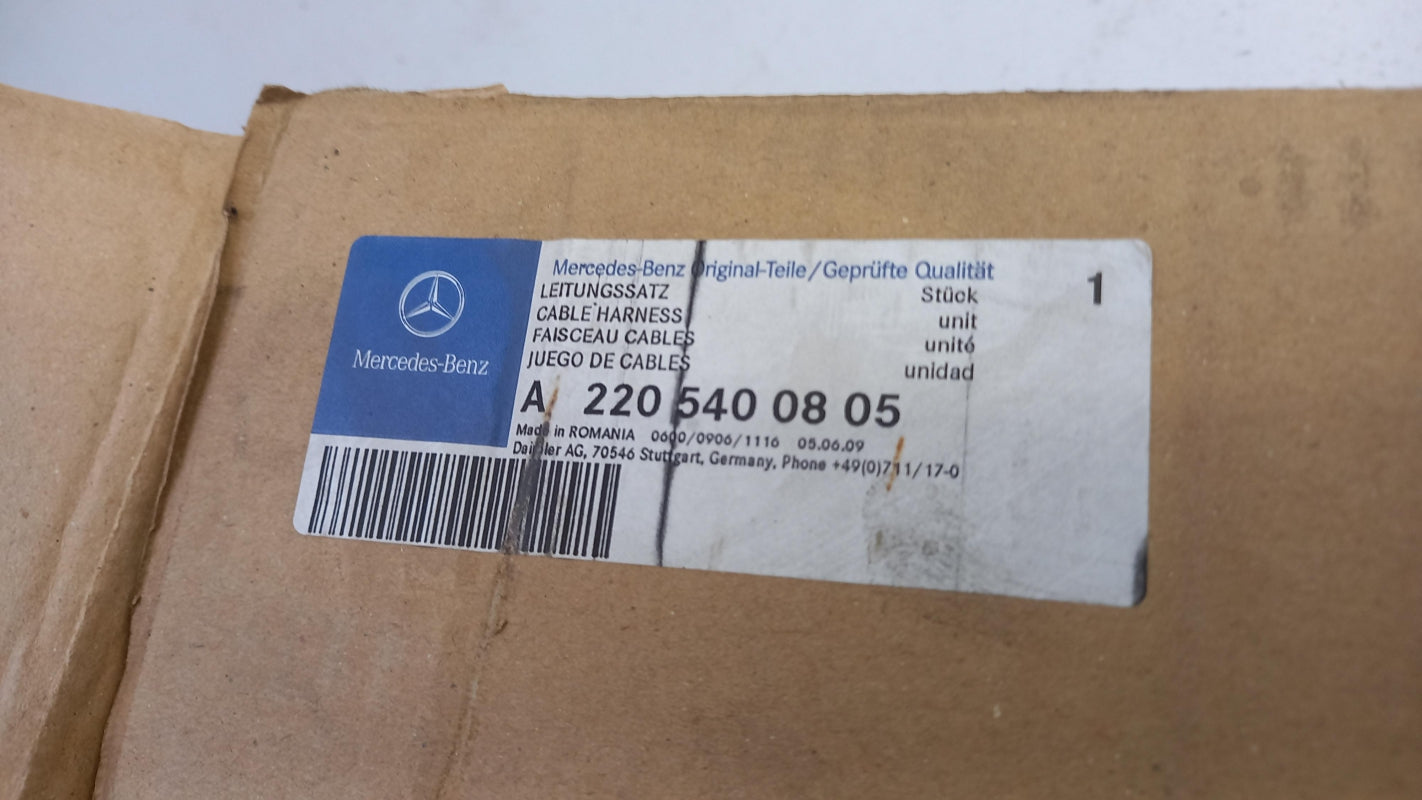 Mercedes-Benz
Mercedes-Benz Original-Teile/Geprüfte Qualität
LEITUNGSSATZ Stück 1
CABLE HARNESS unit
FAISCEAU CABLES unité
JUEGO DE CABLES unidad
A 220 540 08 05
Made in ROMANIA 0600/0906/1116 05.06.09
Daimler AG, 70546 Stuttgart, Germany, Phone +49(0)711/17-0